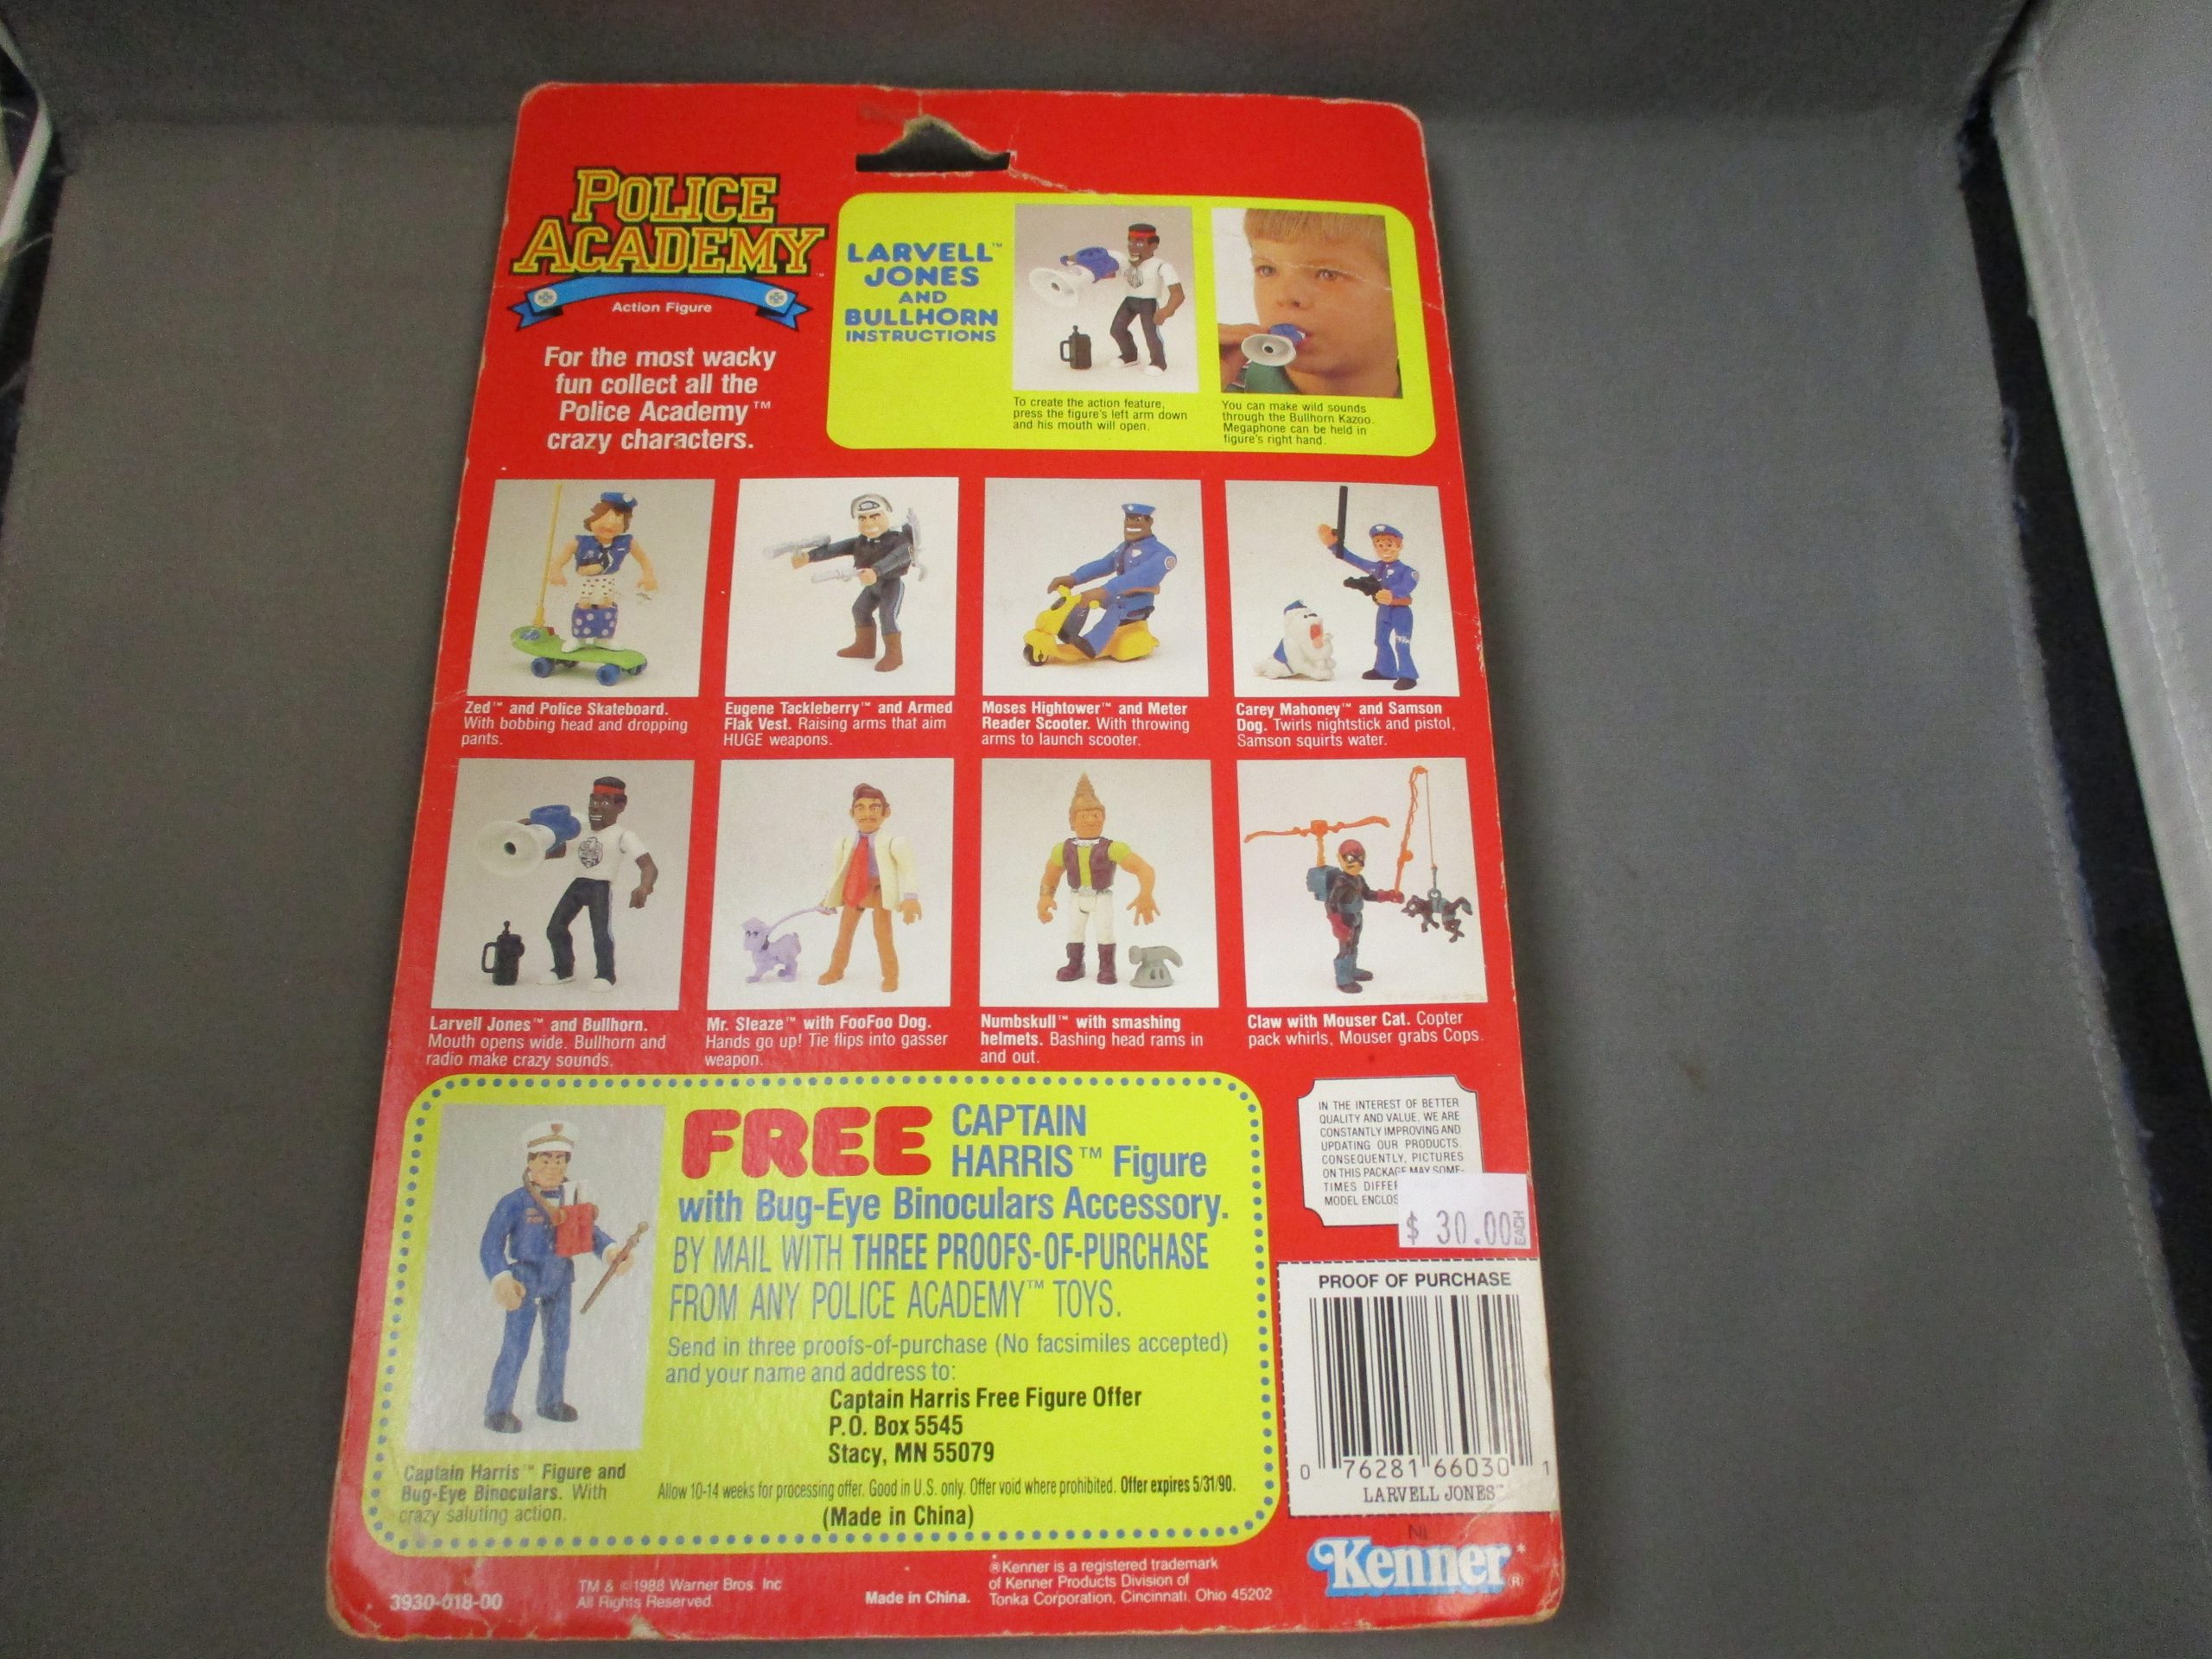 POLICE
ACADEMY™
Action Figure
For the most wacky
fun collect all the
Police Academy™
crazy characters.
LARVELL™
JONES
AND
BULLHORN
INSTRUCTIONS
To create the action feature,
press the figure's left arm down
and his mouth will open.
You can make wild sounds
through the Bullhorn Kazoo.
Megaphone can be held in
figure's right hand.
Zed™ and Police Skateboard.
With bobbing head and dropping
pants.
Eugene Tackleberry™ and Armed
Flak Vest. Raising arms that aim
HUGE weapons.
Moses Hightower™ and Meter
Reader Scooter. With throwing
arms to launch scooter.
Carey Mahoney™ and Samson
Dog. Twirls nightstick and pistol,
Samson squirts water.
Larvell Jones™ and Bullhorn.
Mouth opens wide. Bullhorn and
radio make crazy sounds.
Mr. Sleaze™ with FooFoo Dog.
Hands go up! Tie flips into gasser
weapon.
Numbskull™ with smashing
helmets. Bashing head rams in
and out.
Claw with Mouser Cat. Copter
pack whirls, Mouser grabs Cops.
FREE CAPTAIN
HARRIS™ Figure
with Bug-Eye Binoculars Accessory.
BY MAIL WITH THREE PROOFS-OF-PURCHASE
FROM ANY POLICE ACADEMY™ TOYS.
Send in three proofs-of-purchase (No facsimiles accepted)
and your name and address to:
Captain Harris Free Figure Offer
P.O. Box 5545
Stacy, MN 55079
Allow 10-14 weeks for processing offer. Good in U.S. only. Offer void where prohibited. Offer expires 5/31/90.
(Made in China)
Captain Harris™ Figure and
Bug-Eye Binoculars. With
crazy saluting action.
IN THE INTEREST OF BETTER
QUALITY AND VALUE, WE ARE
CONSTANTLY IMPROVING AND
UPDATING OUR PRODUCTS.
CONSEQUENTLY, PICTURES
ON THIS PACKAGE MAY SOME-
TIMES DIFFE
MODEL ENCLOS
$ 30.00 EACH
PROOF OF PURCHASE
0 76281 66030 1
LARVELL JONES™
NI
Kenner®
3930-018-00
TM & © 1988 Warner Bros. Inc
All Rights Reserved.
Made in China.
® Kenner is a registered trademark
of Kenner Products Division of
Tonka Corporation, Cincinnati, Ohio 45202